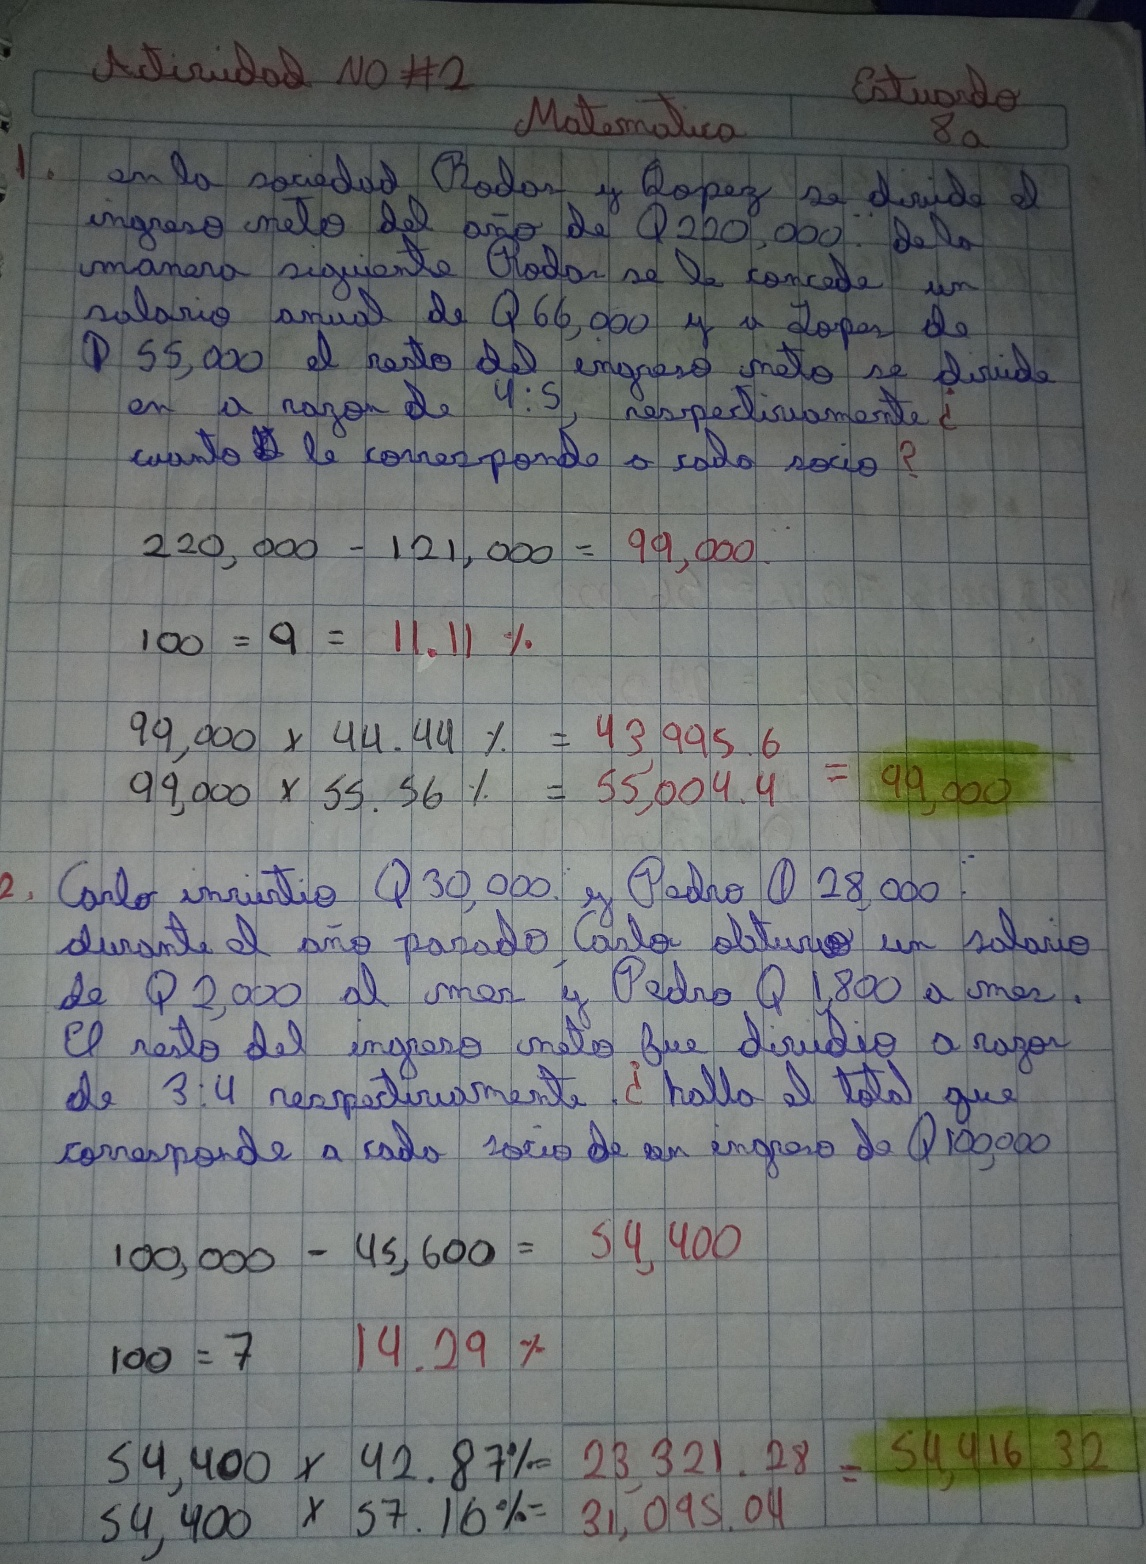 Actividad NO #2
Estuardo
Matematica
8a
1. en la sociedad Rodas y Lopez se divide el
ingreso neto del año de Q220,000. de la
manera siguiente Rodas se le concede un
salario anual de Q66,000 y a Lopez de
Q 55,000 el resto del ingreso neto se divide
en a razon de 4:5, respectivamente ¿
cuanto le corresponde a cada socio?
220,000 - 121,000 = 99,000
100 = 9 = 11.11 %
99,000 x 44.44 % = 43,995.6
99,000 x 55.56 % = 55,004.4 = 99,000
2. Carlos invirtio Q30,000. y Pedro Q 28,000.
durante el año pasado, Carlos obtuvo un salario
de Q2,000 al mes y Pedro Q 1,800 a mes.
El resto del ingreso neto fue dividio a razon
de 3:4 respectivamente. ¿ halla el total que
corresponde a cada socio de un ingreso de Q100,000
100,000 - 45,600 = 54,400
100 = 7 14.29 %
54,400 x 42.87% = 23,321.28 = 54,416.32
54,400 x 57.16% = 31,095.04